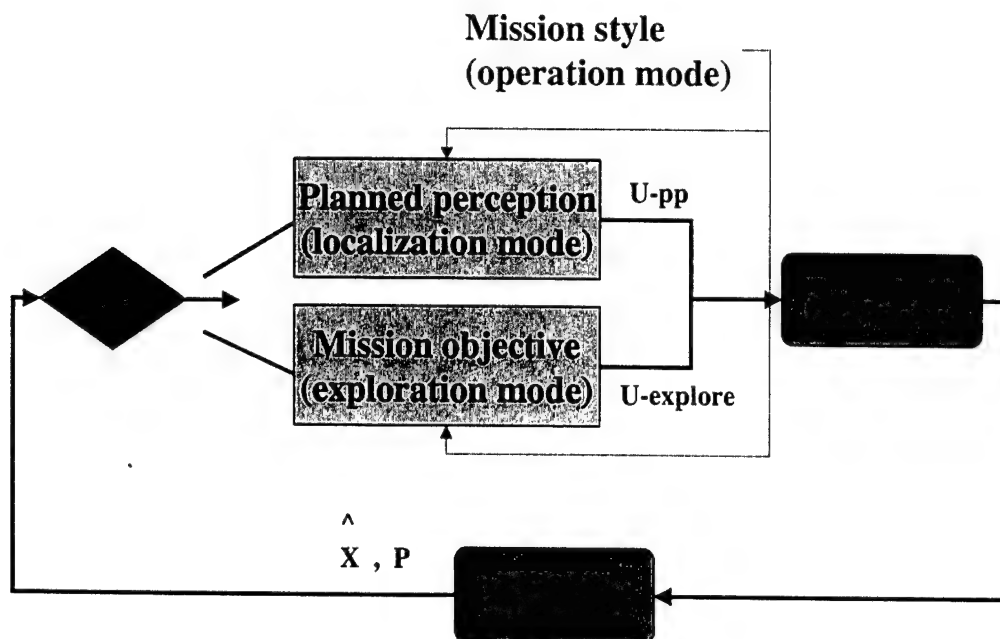 Mission style
(operation mode)
Planned perception
(localization mode)
U-pp
Mission objective
(exploration mode)
U-explore
^
X , P